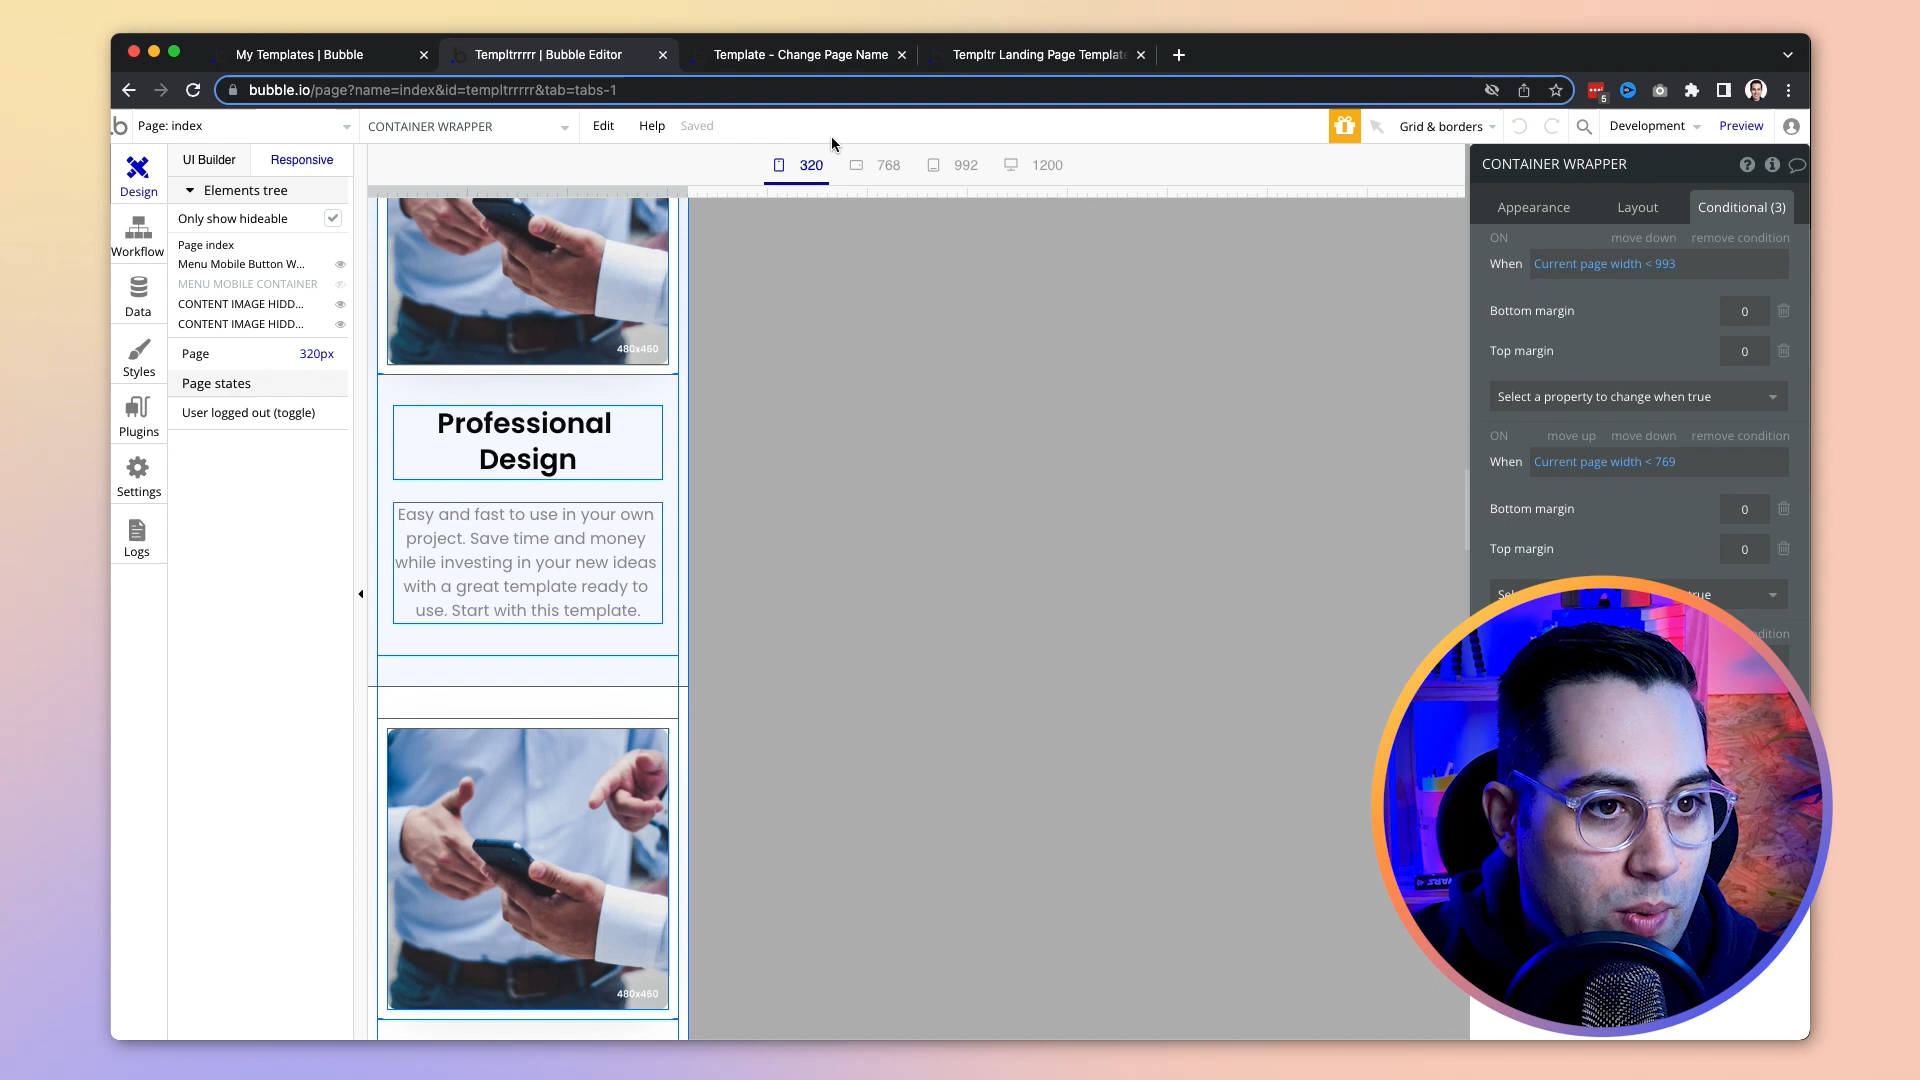 My Templates | Bubble
Templtrrrrr | Bubble Editor
Template - Change Page Name
Templtr Landing Page Template
bubble.io/page?name=index&id=templtrrrrr&tab=tabs-1
5
Page: index
CONTAINER WRAPPER
Edit
Help
Saved
Grid & borders
Development
Preview
Design
Workflow
Data
Styles
Plugins
Settings
Logs
UI Builder
Responsive
Elements tree
Only show hideable
Page index
Menu Mobile Button W...
MENU MOBILE CONTAINER
CONTENT IMAGE HIDD...
CONTENT IMAGE HIDD...
Page 320px
Page states
User logged out (toggle)
320
768
992
1200
480x460
Professional
Design
Easy and fast to use in your own
project. Save time and money
while investing in your new ideas
with a great template ready to
use. Start with this template.
480x460
CONTAINER WRAPPER
Appearance
Layout
Conditional (3)
ON move down remove condition
When Current page width < 993
Bottom margin 0
Top margin 0
Select a property to change when true
ON move up move down remove condition
When Current page width < 769
Bottom margin 0
Top margin 0